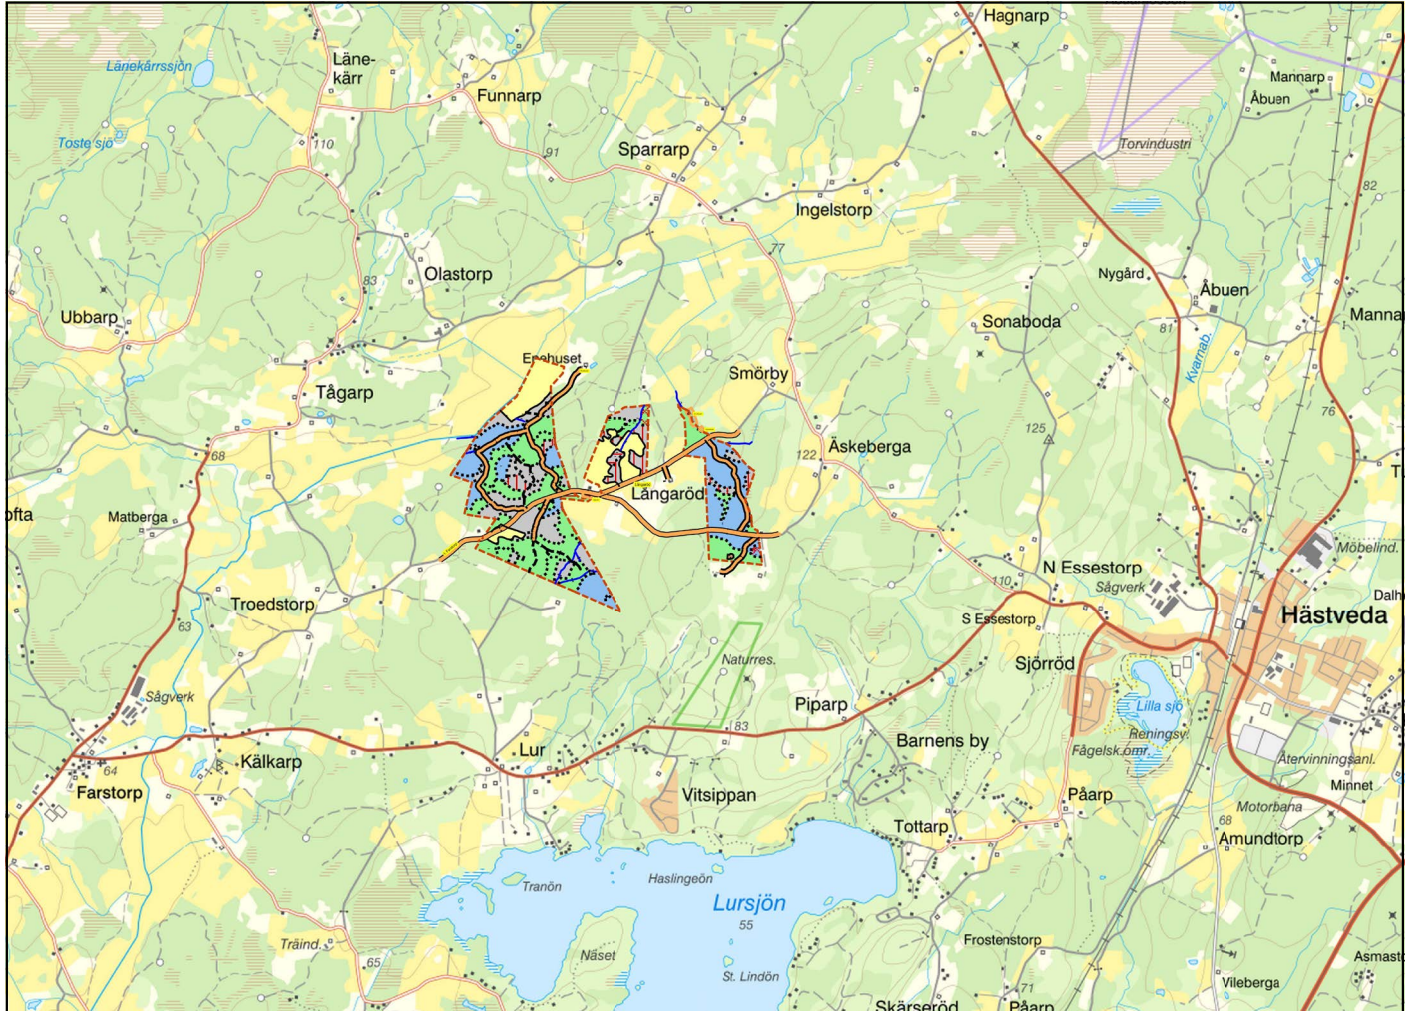 Hagnarp
Läne-
kärr
Länekärrssjön
Mannarp
Funnarp
Åbuen
Toste sjö
110
Torvindustri
91
Sparrarp
82
Ingelstorp
77
Olastorp
Nygård
83
Åbuen
Ubbarp
Sonaboda
Manna
81
Kvarnab.
Enehuset
Smörby
Tågarp
76
125
68
122
Äskeberga
T
Långaröd
ofta
Matberga
Möbelind.
N Essestorp
110
Sågverk
Dalh
Troedstorp
S Essestorp
Hästveda
63
Sjörröd
Naturres.
Sågverk
Piparp
Lilla sjö
83
Reningsv.
Barnens by
Fågelsk.omr.
Lur
Återvinningsanl.
Kälkarp
64
Minnet
Farstorp
Vitsippan
Påarp
Motorbana
68
Tottarp
Amundtorp
Haslingeön
Tranön
Lursjön
55
Frostenstorp
Träind.
Näset
Asmast
65
St. Lindön
Vileberga
71
Skärseröd
Påarp